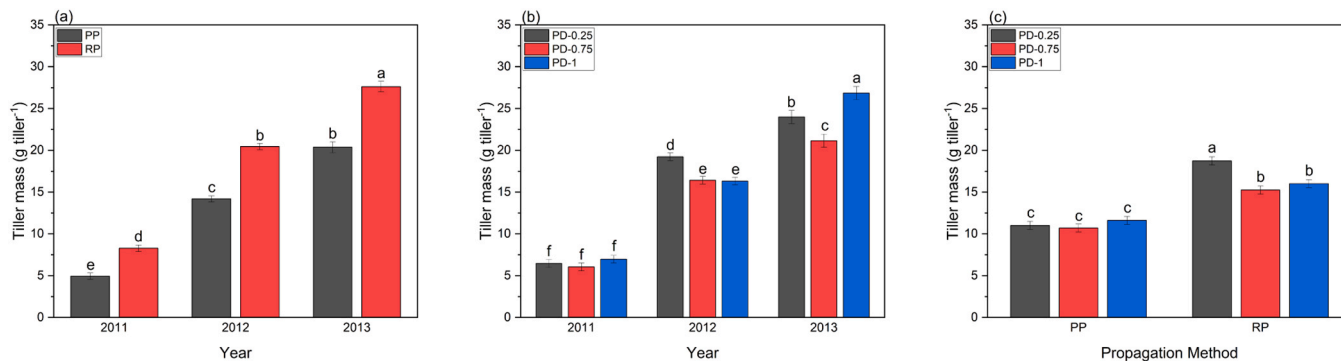 (a)
PP
RP
35
30
25
20
15
10
5
0
Tiller mass (g tiller-1)
e
d
c
b
b
a
2011
2012
2013
Year
(b)
PD-0.25
PD-0.75
PD-1
35
30
25
20
15
10
5
0
Tiller mass (g tiller-1)
f
f
f
d
e
e
b
c
a
2011
2012
2013
Year
(c)
PD-0.25
PD-0.75
PD-1
35
30
25
20
15
10
5
0
Tiller mass (g tiller-1)
c
c
c
a
b
b
PP
RP
Propagation Method